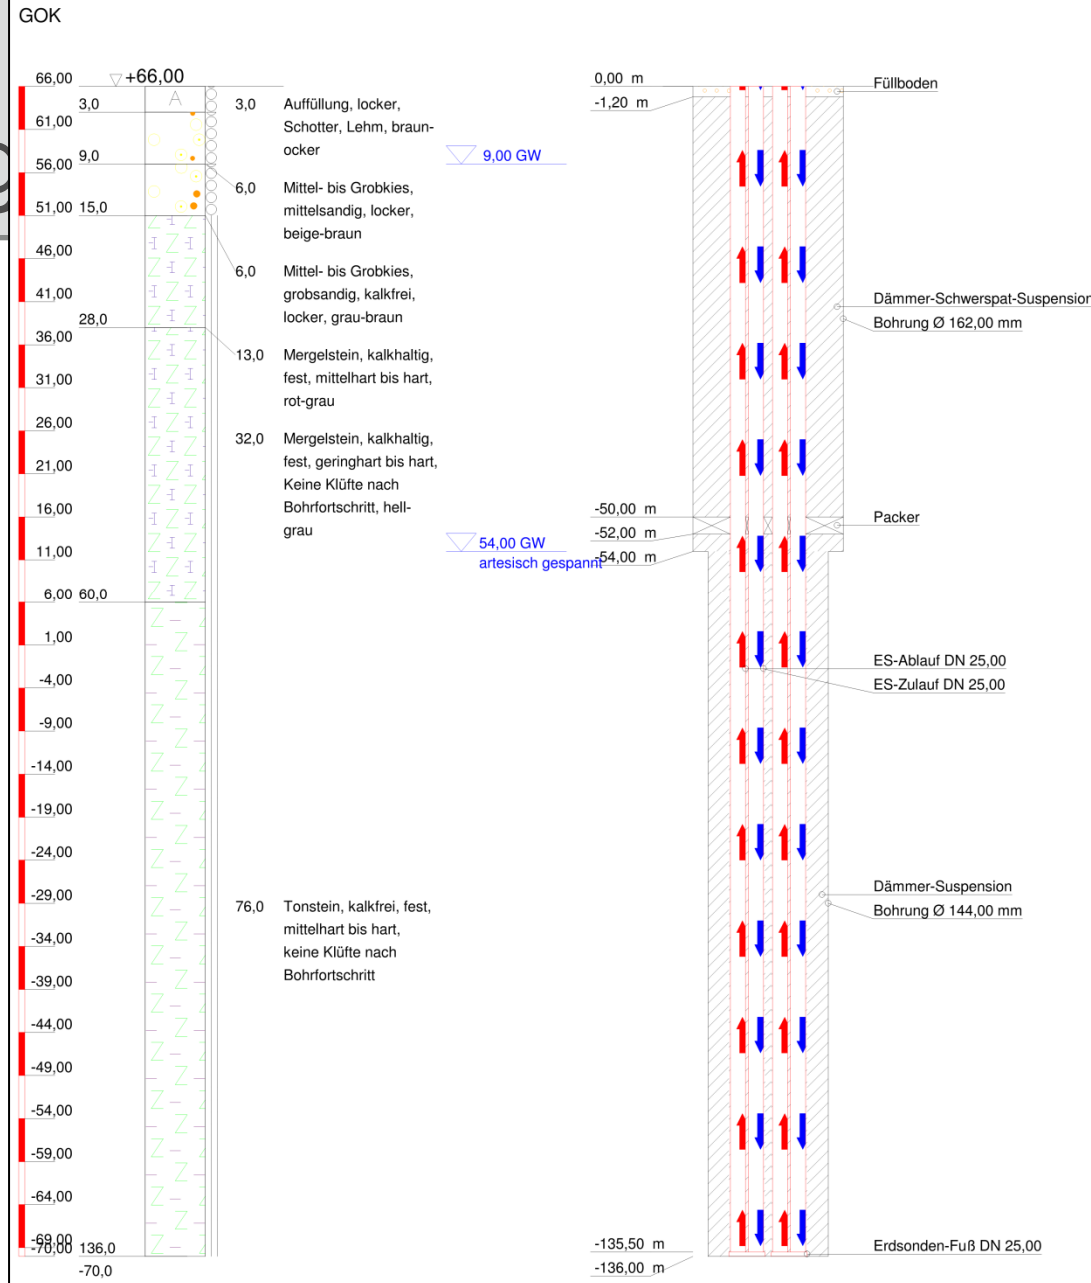 GOK
66,00
+66,00
3,0
61,00
9,0
56,00
51,00
15,0
46,00
41,00
28,0
36,00
31,00
26,00
21,00
16,00
11,00
6,00
60,0
1,00
-4,00
-9,00
-14,00
-19,00
-24,00
-29,00
-34,00
-39,00
-44,00
-49,00
-54,00
-59,00
-64,00
-69,00
-70,00
136,0
-70,0
A
3,0 Auffüllung, locker,
Schotter, Lehm, braun-
ocker
6,0 Mittel- bis Grobkies,
mittelsandig, locker,
beige-braun
6,0 Mittel- bis Grobkies,
grobsandig, kalkfrei,
locker, grau-braun
13,0 Mergelstein, kalkhaltig,
fest, mittelhart bis hart,
rot-grau
32,0 Mergelstein, kalkhaltig,
fest, geringhart bis hart,
Keine Klüfte nach
Bohrfortschritt, hell-
grau
76,0 Tonstein, kalkfrei, fest,
mittelhart bis hart,
keine Klüfte nach
Bohrfortschritt
9,00 GW
54,00 GW
artesisch gespannt
0,00 m
-1,20 m
-50,00 m
-52,00 m
-54,00 m
-135,50 m
-136,00 m
Füllboden
Dämmer-Schwerspat-Suspension
Bohrung Ø 162,00 mm
Packer
ES-Ablauf DN 25,00
ES-Zulauf DN 25,00
Dämmer-Suspension
Bohrung Ø 144,00 mm
Erdsonden-Fuß DN 25,00